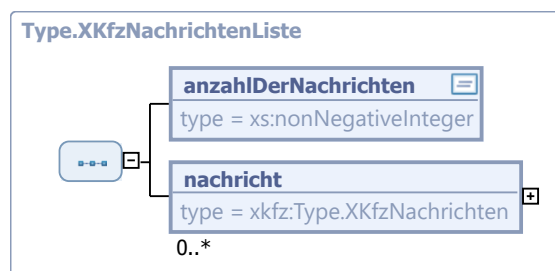 Type.XKfzNachrichtenListe
anzahlDerNachrichten
type = xs:nonNegativeInteger
nachricht
type = xkfz:Type.XKfzNachrichten
0..*